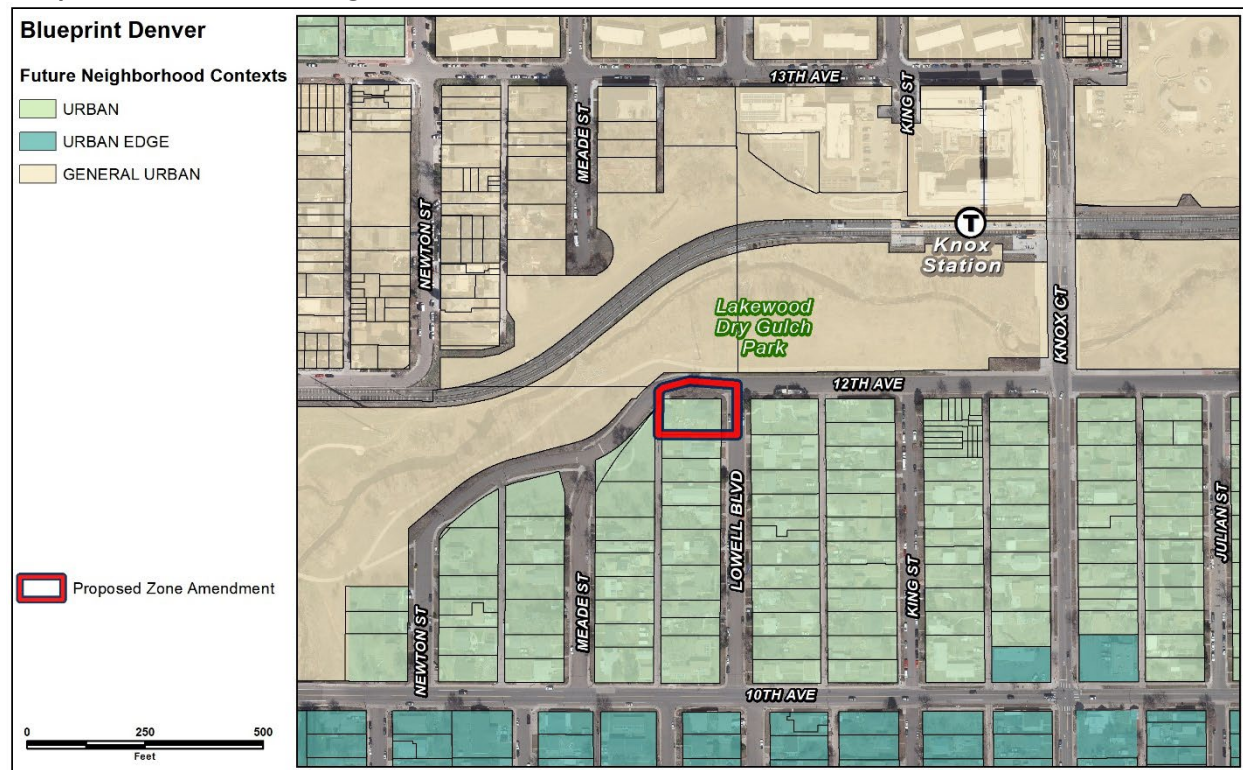 Blueprint Denver
Future Neighborhood Contexts
URBAN
URBAN EDGE
GENERAL URBAN
Proposed Zone Amendment
0 250 500
Feet
13TH AVE
KING ST
MEADE ST
NEWTON ST
T
Knox
Station
KNOX CT
Lakewood
Dry Gulch
Park
12TH AVE
LOWELL BLVD
JULIAN ST
KING ST
MEADE ST
NEWTON ST
10TH AVE